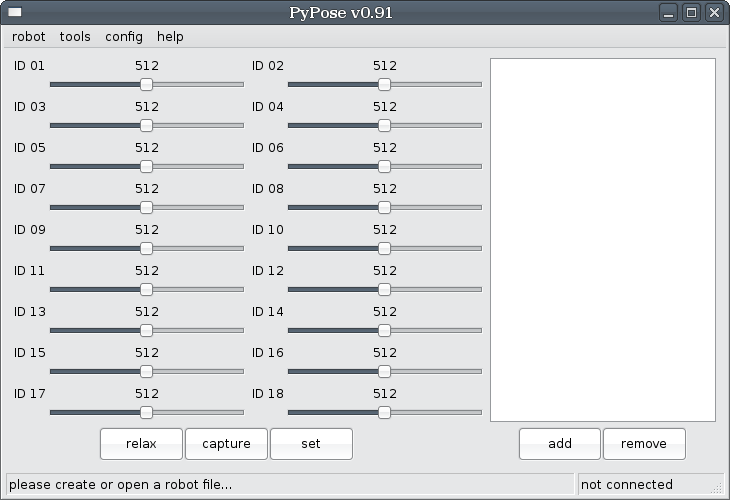 PyPose v0.91
robot tools config help
ID 01 512 ID 02 512
ID 03 512 ID 04 512
ID 05 512 ID 06 512
ID 07 512 ID 08 512
ID 09 512 ID 10 512
ID 11 512 ID 12 512
ID 13 512 ID 14 512
ID 15 512 ID 16 512
ID 17 512 ID 18 512
relax capture set add remove
please create or open a robot file... not connected